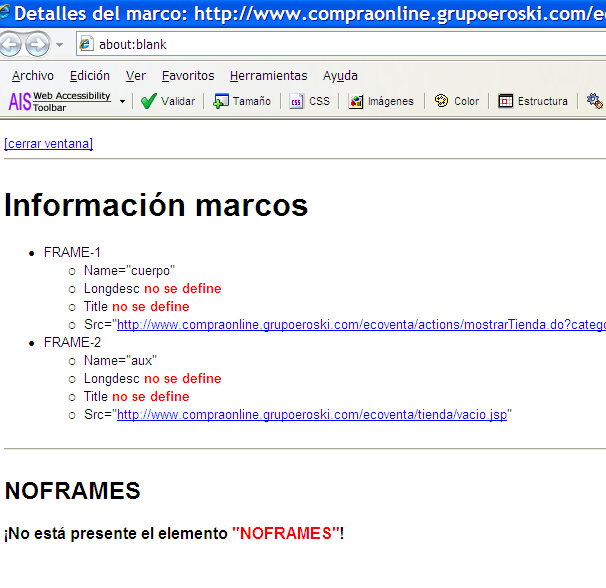 Detalles del marco: http://www.compraonline.grupoeroski.com/e
about:blank
Archivo Edición Ver Favoritos Herramientas Ayuda
AIS Web Accessibility Toolbar Validar Tamaño CSS Imágenes Color Estructura
[cerrar ventana]
Información marcos
FRAME-1
Name="cuerpo"
Longdesc no se define
Title no se define
Src="http://www.compraonline.grupoeroski.com/ecoventa/actions/mostrarTienda.do?catego
FRAME-2
Name="aux"
Longdesc no se define
Title no se define
Src="http://www.compraonline.grupoeroski.com/ecoventa/tienda/vacio.jsp"
NOFRAMES
¡No está presente el elemento "NOFRAMES"!